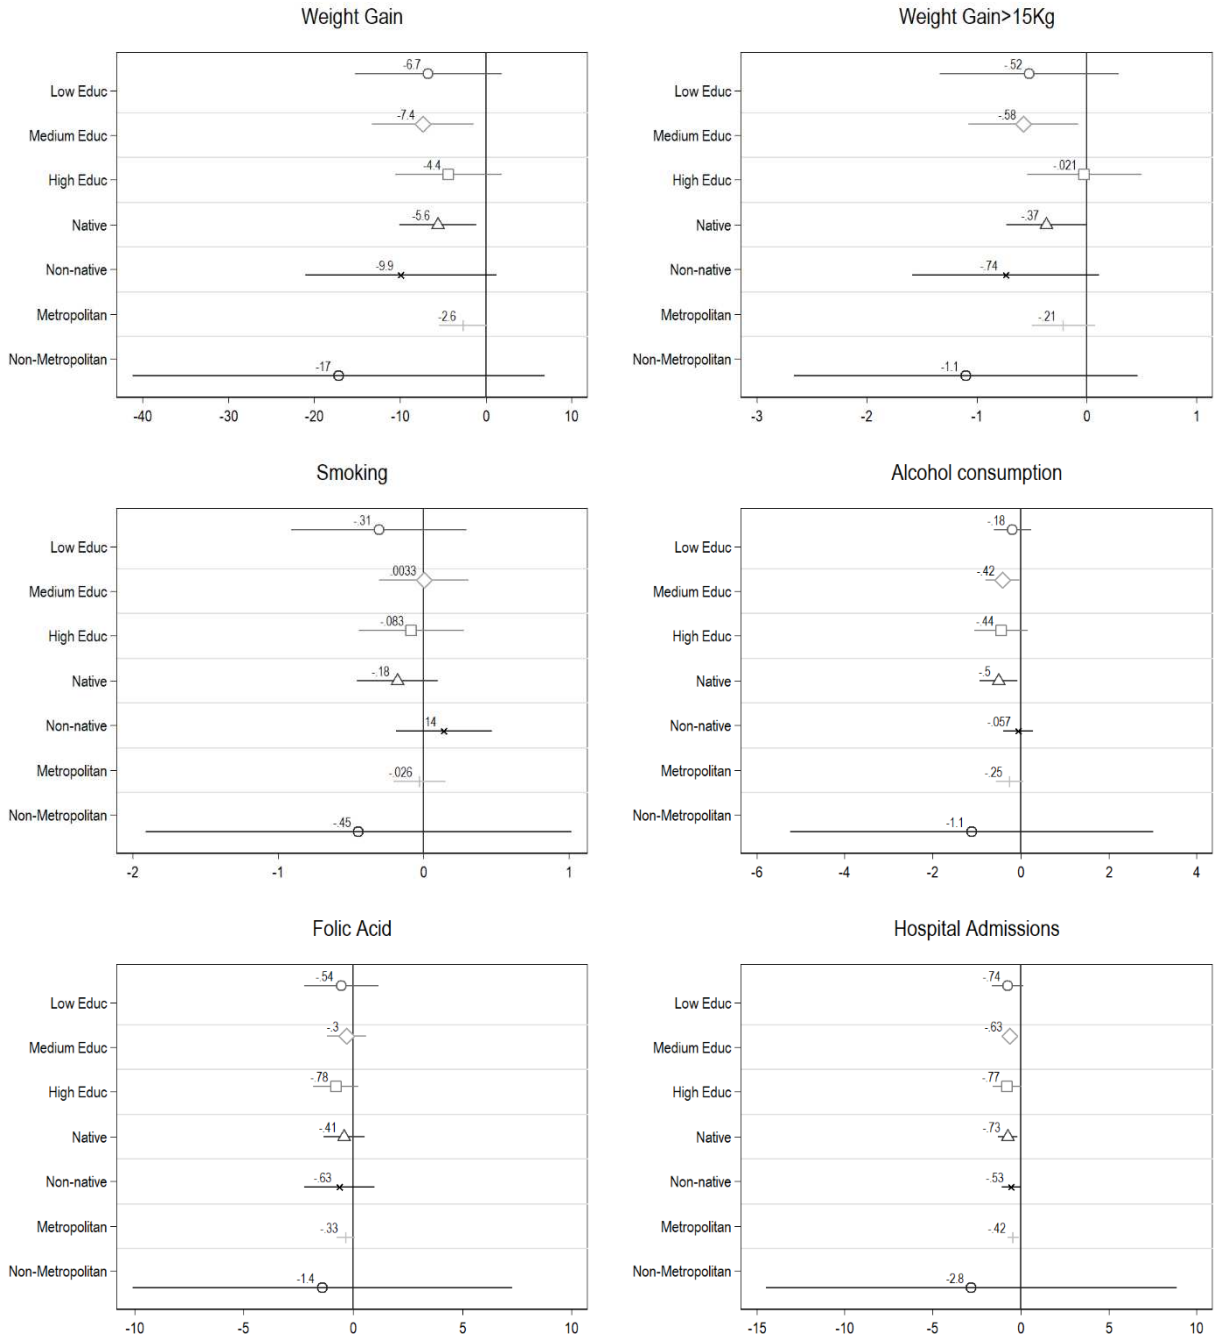 Weight Gain
Low Educ
Medium Educ
High Educ
Native
Non-native
Metropolitan
Non-Metropolitan
-6.7
-7.4
-4.4
-5.6
-9.9
-2.6
-17
-40 -30 -20 -10 0 10
Weight Gain>15Kg
Low Educ
Medium Educ
High Educ
Native
Non-native
Metropolitan
Non-Metropolitan
-.52
-.58
-.021
-.37
-.74
-.21
-1.1
-3 -2 -1 0 1
Smoking
Low Educ
Medium Educ
High Educ
Native
Non-native
Metropolitan
Non-Metropolitan
-.31
.0033
-.083
-.18
.14
-.026
-.45
-2 -1 0 1
Alcohol consumption
Low Educ
Medium Educ
High Educ
Native
Non-native
Metropolitan
Non-Metropolitan
-.18
-.42
-.44
-.5
-.057
-.25
-1.1
-6 -4 -2 0 2 4
Folic Acid
Low Educ
Medium Educ
High Educ
Native
Non-native
Metropolitan
Non-Metropolitan
-.54
-.3
-.78
-.41
-.63
-.33
-1.4
-10 -5 0 5 10
Hospital Admissions
Low Educ
Medium Educ
High Educ
Native
Non-native
Metropolitan
Non-Metropolitan
-.74
-.63
-.77
-.73
-.53
-.42
-2.8
-15 -10 -5 0 5 10